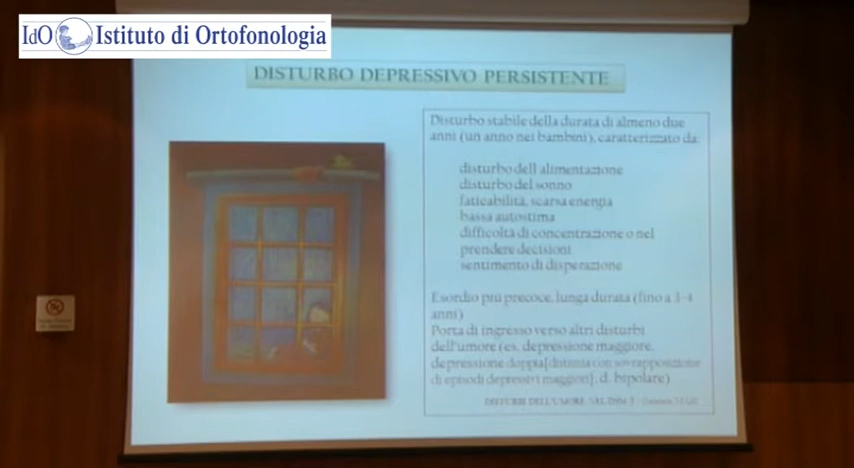 IdO Istituto di Ortofonologia
DISTURBO DEPRESSIVO PERSISTENTE
Disturbo stabile della durata di almeno due
anni (un anno nei bambini), caratterizzato da:
disturbo dell'alimentazione
disturbo del sonno
faticabilità, scarsa energia
bassa autostima
difficoltà di concentrazione o nel
prendere decisioni
sentimento di disperazione
Esordio più precoce, lunga durata (fino a 3-4
anni)
Porta di ingresso verso altri disturbi
dell'umore (es. depressione maggiore,
depressione doppia[distimia con sovrapposizione
di episodi depressivi maggiori], d. bipolare)
DISTURBI DELL'UMORE